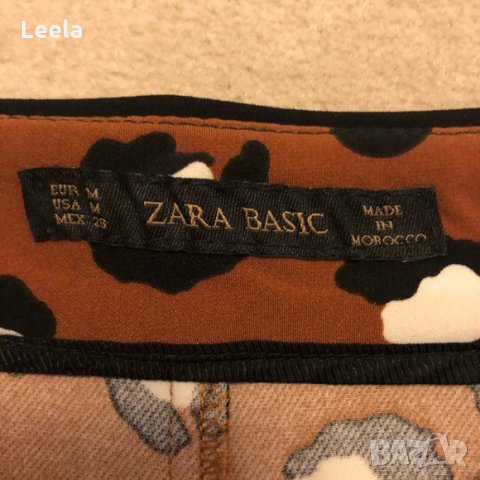 Leela
EUR M
USA M
MEX 28
ZARA BASIC
MADE
IN
MOROCCO
BAZAR